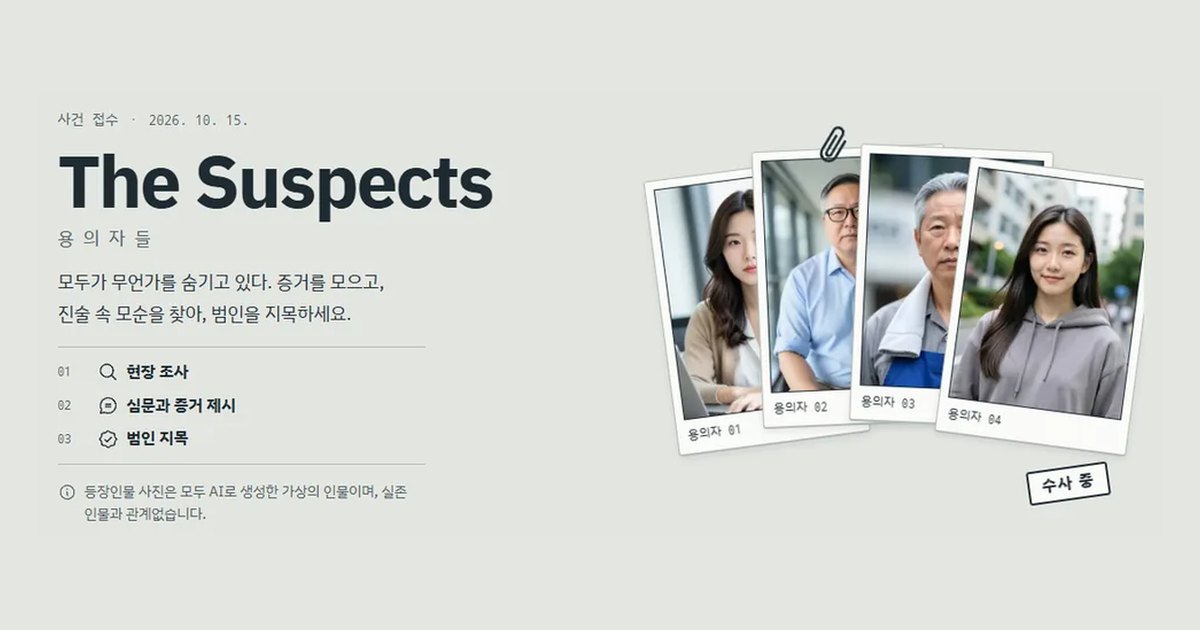 사건 접수 · 2026. 10. 15.
The Suspects
용의자들
모두가 무언가를 숨기고 있다. 증거를 모으고,
진술 속 모순을 찾아, 범인을 지목하세요.
01 현장 조사
02 심문과 증거 제시
03 범인 지목
등장인물 사진은 모두 AI로 생성한 가상의 인물이며, 실존
인물과 관계없습니다.
용의자 01
용의자 02
용의자 03
용의자 04
수사 중